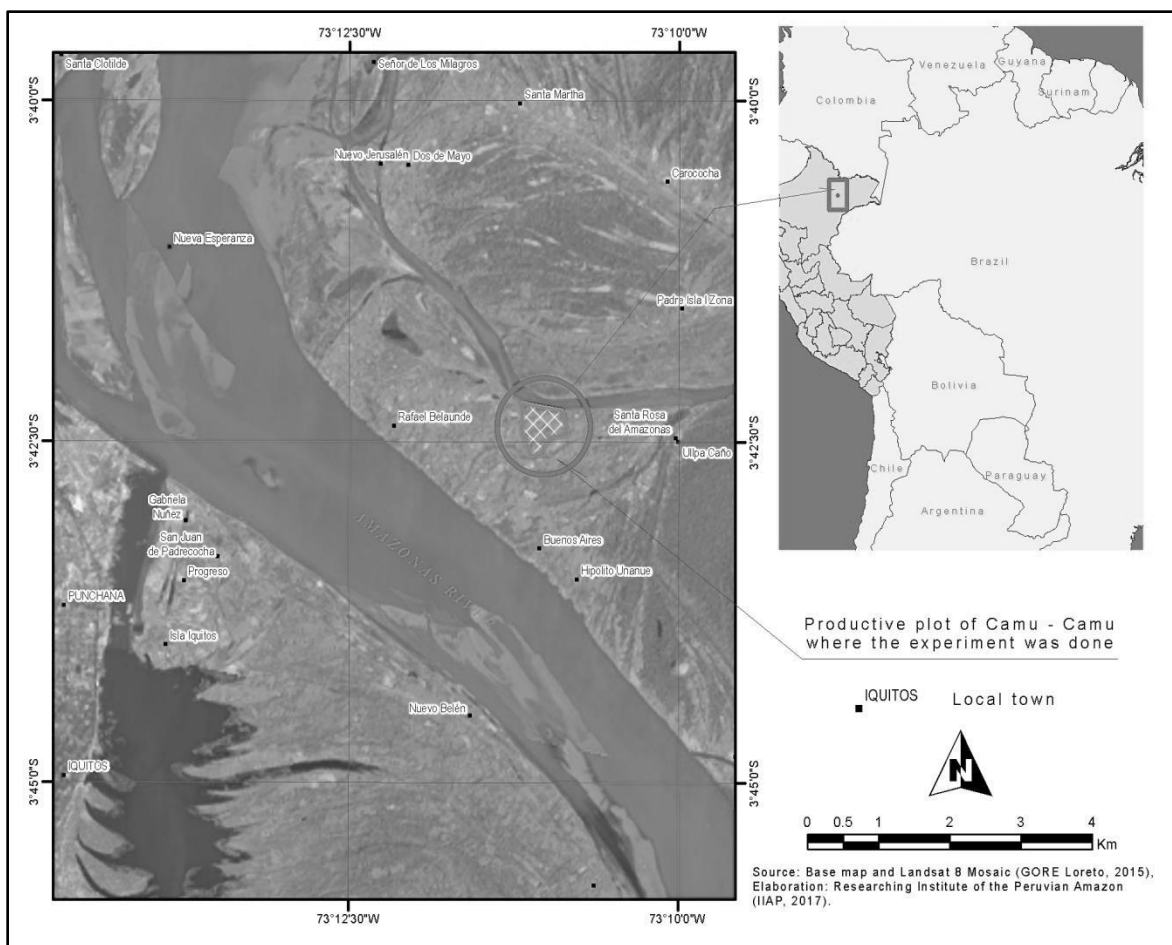 73°12'30"W
73°10'0"W
Santa Clotilde
Señor de Los Milagros
3°40'0"S
3°40'0"S
Santa Martha
Nuevo Jerusalén
Dos de Mayo
Carococha
Nueva Esperanza
Padre Isla I Zona
Rafael Belaunde
Santa Rosa
del Amazonas
3°42'30"S
3°42'30"S
Ullpa Caño
Gabriela
Nuñez
San Juan
de Padrecocha
Progreso
PUNCHANA
Isla Iquitos
AMAZONAS RIVER
Buenos Aires
Hipolito Unanue
Nuevo Belén
IQUITOS
3°45'0"S
3°45'0"S
73°12'30"W
73°10'0"W
Venezuela
Guyana
Surinam
Colombia
Brazil
Bolivia
Chile
Paraguay
Argentina
Productive plot of Camu - Camu
where the experiment was done
IQUITOS
Local town
N
0 0.5 1 2 3 4
Km
Source: Base map and Landsat 8 Mosaic (GORE Loreto, 2015),
Elaboration: Researching Institute of the Peruvian Amazon
(IIAP, 2017).